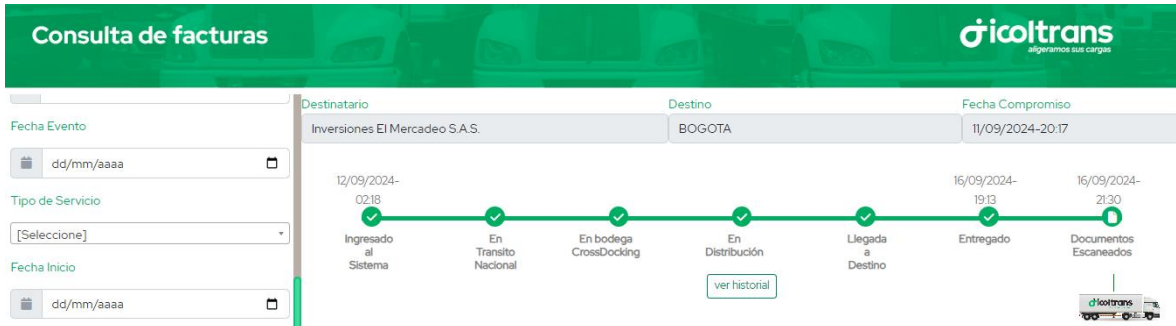 Consulta de facturas
icoltrans
aligeramos sus cargas
Fecha Evento
dd/mm/aaaa
Tipo de Servicio
[Seleccione]
Fecha Inicio
dd/mm/aaaa
Destinatario
Destino
Fecha Compromiso
Inversiones El Mercadeo S.A.S.
BOGOTA
11/09/2024-20:17
12/09/2024-
02:18
Ingresado
al
Sistema
En
Transito
Nacional
En bodega
CrossDocking
En
Distribución
ver historial
Llegada
a
Destino
16/09/2024-
19:13
Entregado
16/09/2024-
21:30
Documentos
Escaneados
icoltrans